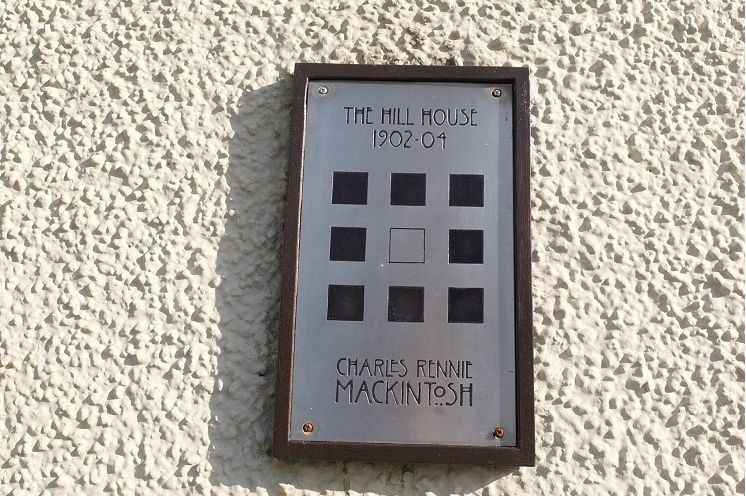 THE HILL HOUSE
1902-04
CHARLES RENNIE
MACKINTOSH